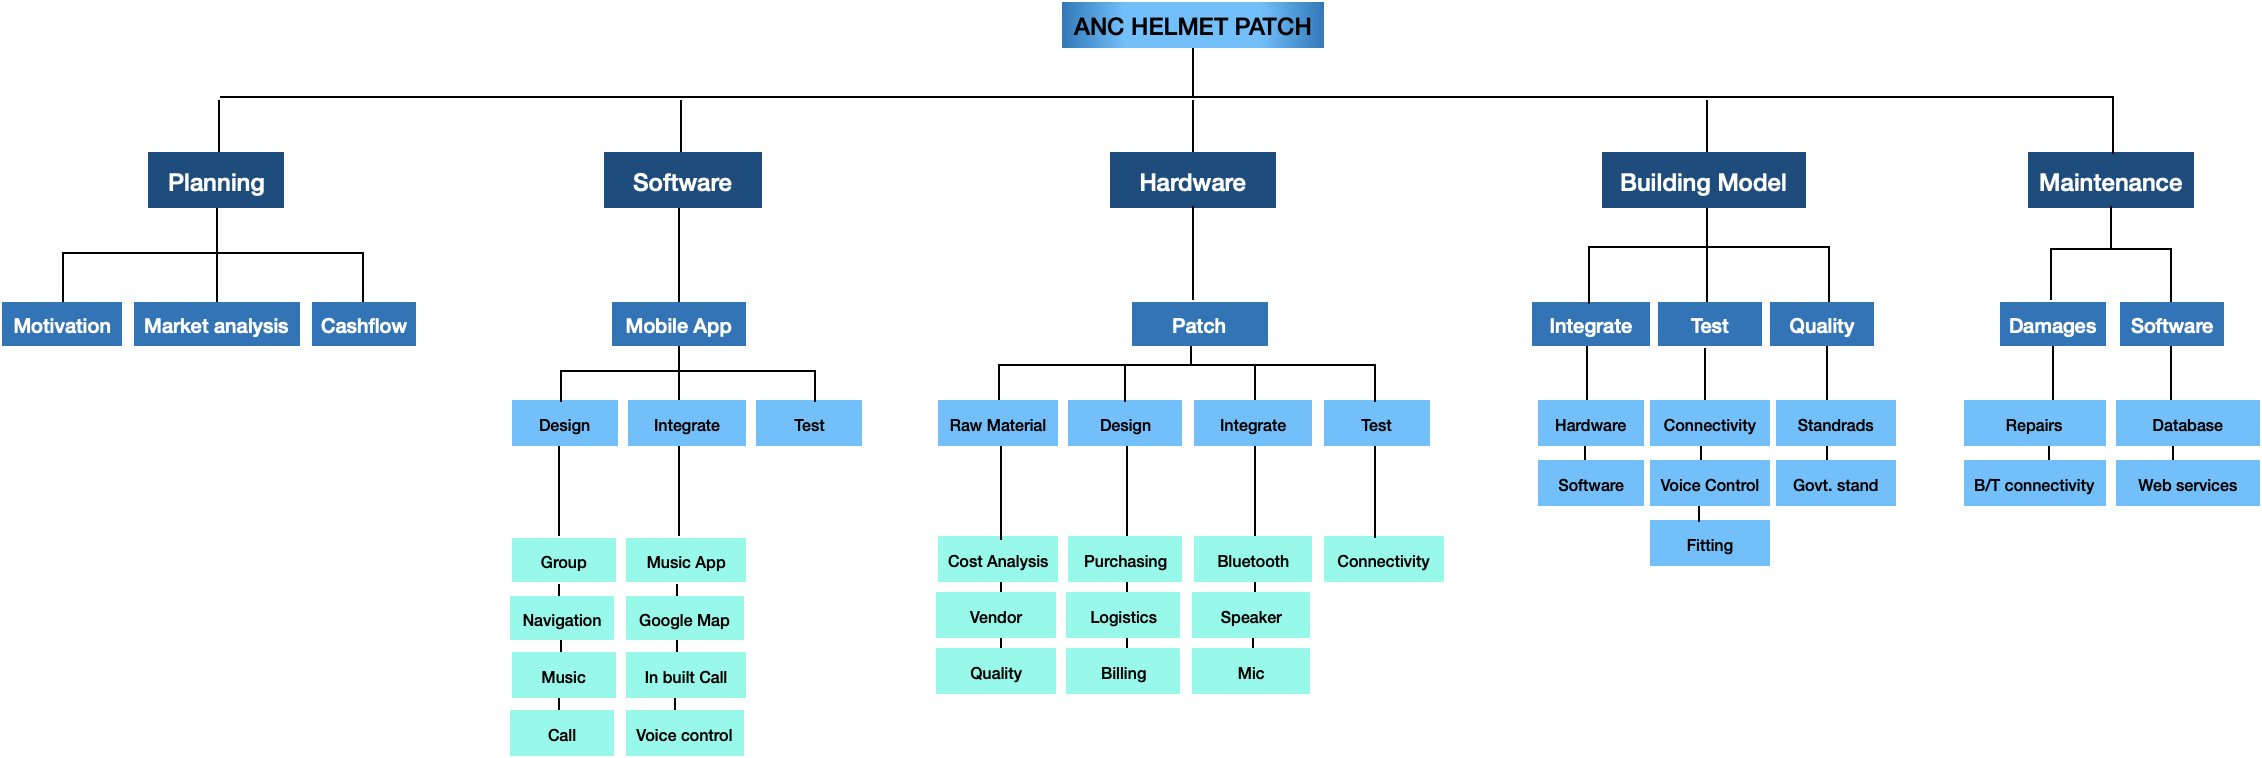 ANC HELMET PATCH
Planning
Software
Hardware
Building Model
Maintenance
Motivation
Market analysis
Cashflow
Mobile App
Patch
Integrate
Test
Quality
Damages
Software
Design
Integrate
Test
Raw Material
Design
Integrate
Test
Hardware
Connectivity
Standrads
Repairs
Database
Software
Voice Control
Govt. stand
B/T connectivity
Web services
Fitting
Group
Music App
Cost Analysis
Purchasing
Bluetooth
Connectivity
Navigation
Google Map
Vendor
Logistics
Speaker
Music
In built Call
Quality
Billing
Mic
Call
Voice control